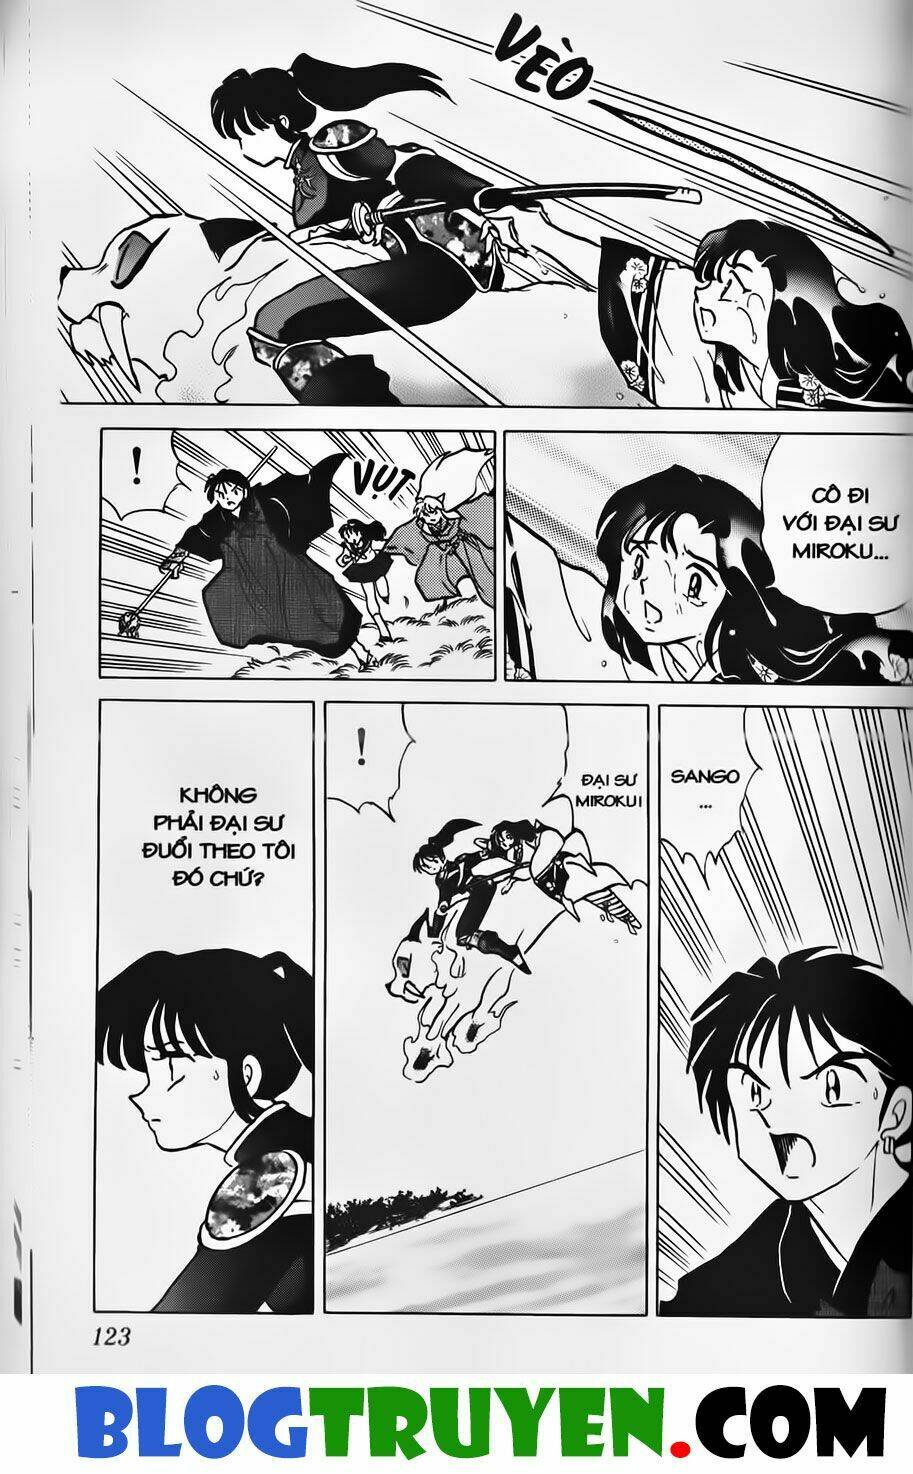 VÈO
CÔ ĐI
VỚI ĐẠI SƯ
MIROKU...
!
VỤT
SANGO
...
ĐẠI SƯ
MIROKU!
!
KHÔNG
PHẢI ĐẠI SƯ
ĐUỔI THEO TÔI
ĐÓ CHỨ?
123
BLOGTRUYEN.COM